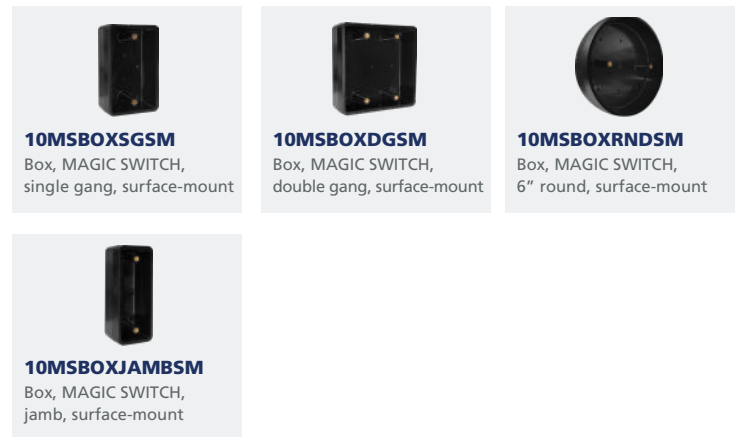 10MSBOXSGSM
Box, MAGIC SWITCH,
single gang, surface-mount
10MSBOXDGSM
Box, MAGIC SWITCH,
double gang, surface-mount
10MSBOXRNDSM
Box, MAGIC SWITCH,
6” round, surface-mount
10MSBOXJAMBSM
Box, MAGIC SWITCH,
jamb, surface-mount